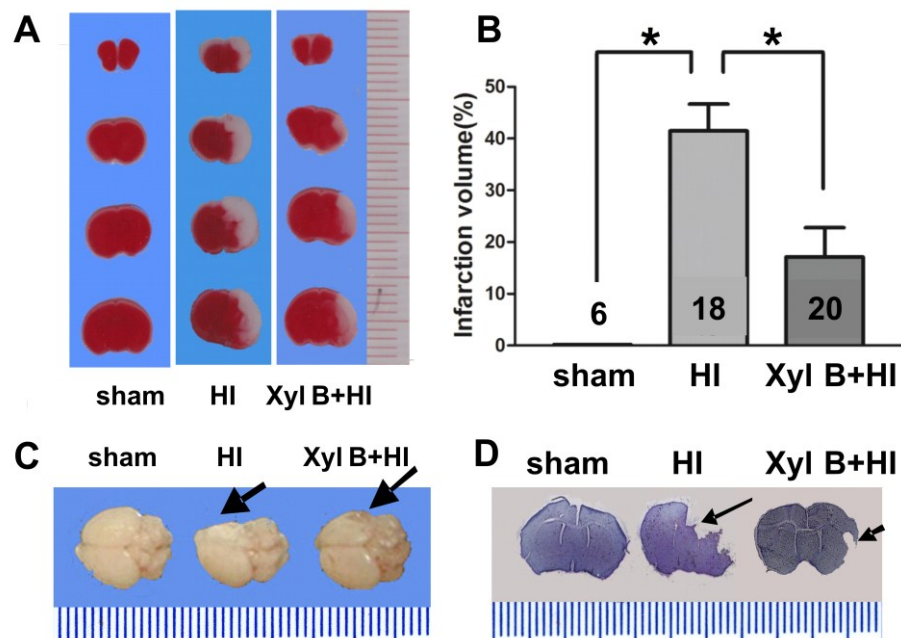 A
sham
HI
Xyl B+HI
B
*
*
Infarction volume(%)
50
40
30
20
10
0
6
18
20
sham
HI
Xyl B+HI
C
sham
HI
Xyl B+HI
D
sham
HI
Xyl B+HI